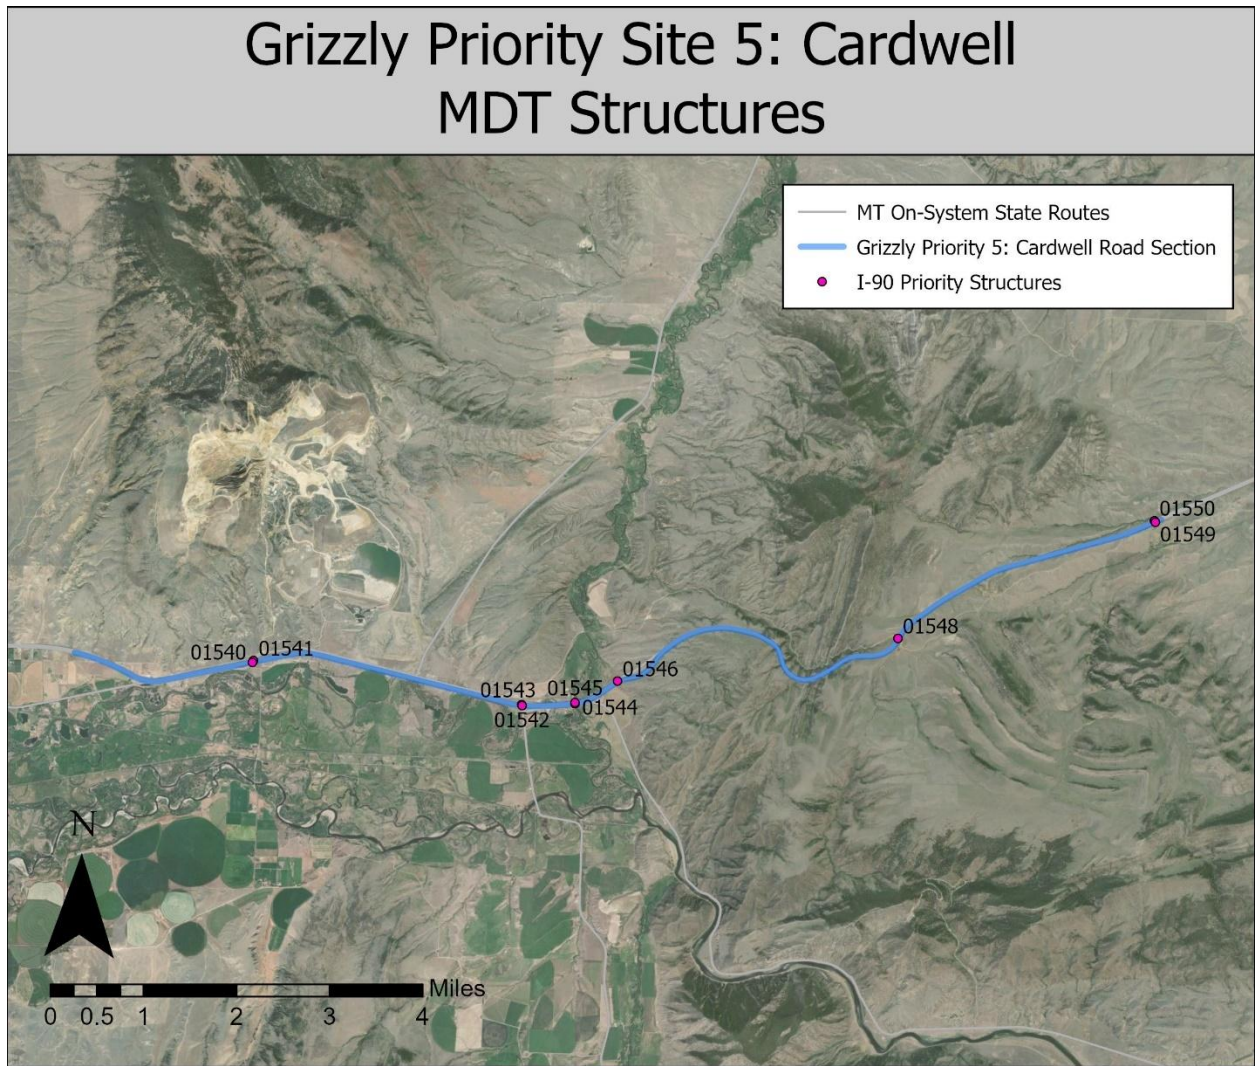 Grizzly Priority Site 5: Cardwell
MDT Structures
MT On-System State Routes
Grizzly Priority 5: Cardwell Road Section
I-90 Priority Structures
01550
01549
01548
01540 01541
01546
01543 01545
01542 01544
N
Miles
0 0.5 1 2 3 4